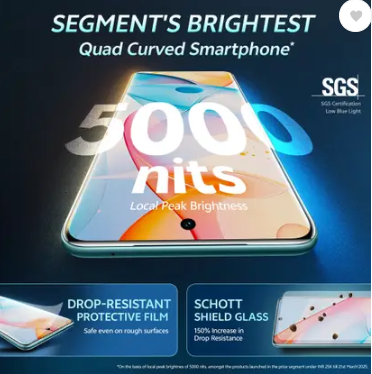 SEGMENT'S BRIGHTEST
Quad Curved Smartphone*
SGS
SGS Certification
Low Blue Light
5000
nits
Local Peak Brightness
DROP-RESISTANT
PROTECTIVE FILM
Safe even on rough surfaces
SCHOTT
SHIELD GLASS
150% Increase in
Drop Resistance
*On the basis of local peak brightness of 5000 nits, amongst the products launched in the price segment under INR 25K till 21st March 2025.